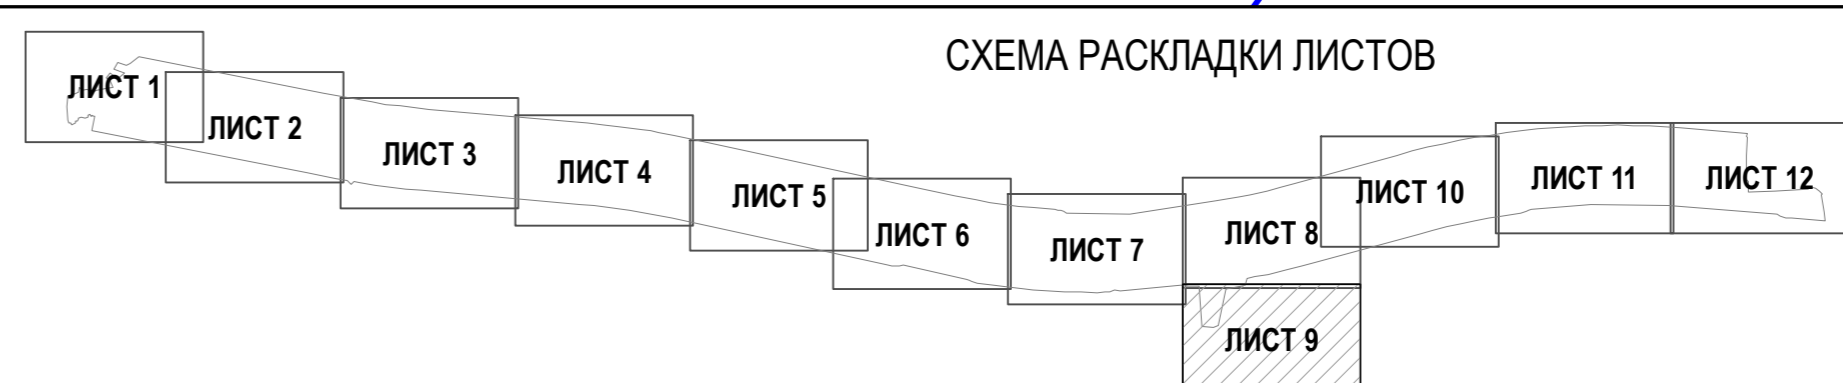 СХЕМА РАСКЛАДКИ ЛИСТОВ
ЛИСТ 1
ЛИСТ 2
ЛИСТ 3
ЛИСТ 4
ЛИСТ 5
ЛИСТ 6
ЛИСТ 7
ЛИСТ 8
ЛИСТ 9
ЛИСТ 10
ЛИСТ 11
ЛИСТ 12